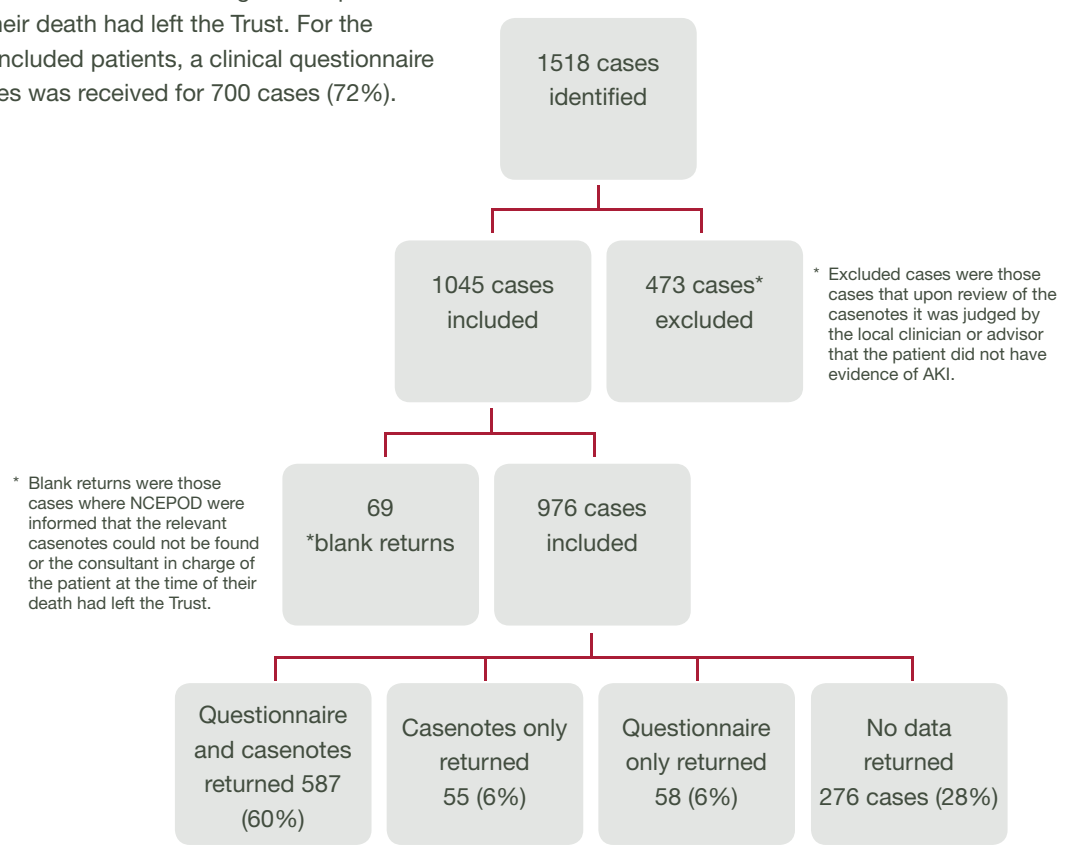 their death had left the Trust. For the
included patients, a clinical questionnaire
was received for 700 cases (72%).
1518 cases
identified
1045 cases
included
473 cases*
excluded
* Excluded cases were those
cases that upon review of the
casenotes it was judged by
the local clinician or advisor
that the patient did not have
evidence of AKI.
* Blank returns were those
cases where NCEPOD were
informed that the relevant
casenotes could not be found
or the consultant in charge of
the patient at the time of their
death had left the Trust.
69
*blank returns
976 cases
included
Questionnaire
and casenotes
returned 587
(60%)
Casenotes only
returned
55 (6%)
Questionnaire
only returned
58 (6%)
No data
returned
276 cases (28%)